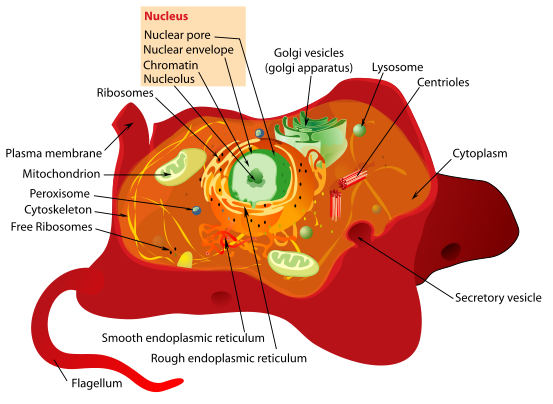 Nucleus
Nuclear pore
Nuclear envelope
Chromatin
Nucleolus
Ribosomes
Golgi vesicles
(golgi apparatus)
Lysosome
Centrioles
Plasma membrane
Mitochondrion
Peroxisome
Cytoskeleton
Free Ribosomes
Cytoplasm
Secretory vesicle
Smooth endoplasmic reticulum
Rough endoplasmic reticulum
Flagellum